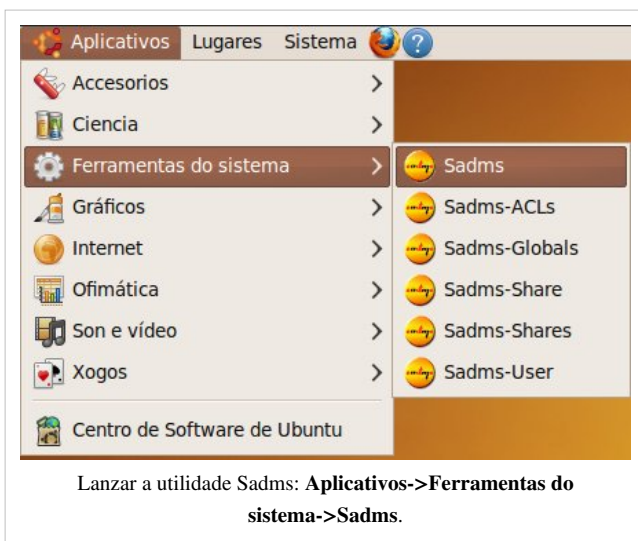 Aplicativos Lugares Sistema
Accesorios
Ciencia
Ferramentas do sistema
Sadms
Gráficos
Sadms-ACLs
Internet
Sadms-Globals
Ofimática
Sadms-Share
Son e vídeo
Sadms-Shares
Xogos
Sadms-User
Centro de Software de Ubuntu
Lanzar a utilidade Sadms: Aplicativos->Ferramentas do
sistema->Sadms.